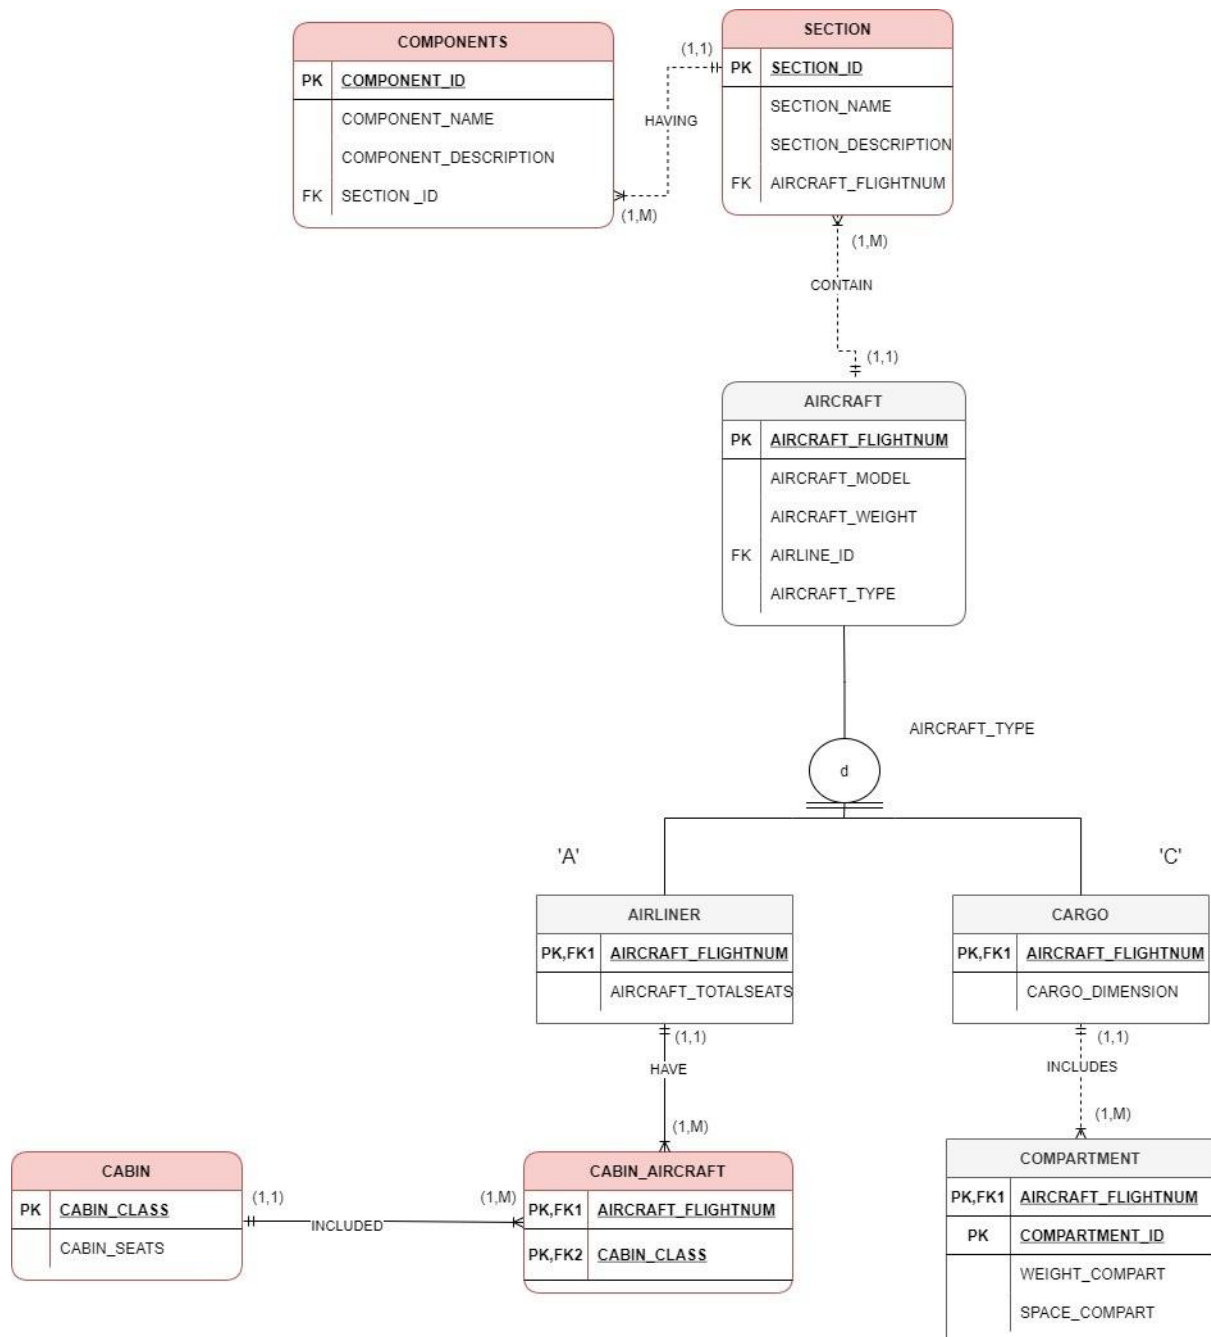 COMPONENTS
PK COMPONENT_ID
COMPONENT_NAME
COMPONENT_DESCRIPTION
FK SECTION _ID
(1,1)
HAVING
(1,M)
SECTION
PK SECTION_ID
SECTION_NAME
SECTION_DESCRIPTION
FK AIRCRAFT_FLIGHTNUM
(1,M)
CONTAIN
(1,1)
AIRCRAFT
PK AIRCRAFT_FLIGHTNUM
AIRCRAFT_MODEL
AIRCRAFT_WEIGHT
FK AIRLINE_ID
AIRCRAFT_TYPE
AIRCRAFT_TYPE
d
'A'
'C'
AIRLINER
PK,FK1 AIRCRAFT_FLIGHTNUM
AIRCRAFT_TOTALSEATS
CARGO
PK,FK1 AIRCRAFT_FLIGHTNUM
CARGO_DIMENSION
(1,1)
HAVE
(1,M)
(1,1)
INCLUDES
(1,M)
CABIN
PK CABIN_CLASS
CABIN_SEATS
(1,1)
INCLUDED
(1,M)
CABIN_AIRCRAFT
PK,FK1 AIRCRAFT_FLIGHTNUM
PK,FK2 CABIN_CLASS
COMPARTMENT
PK,FK1 AIRCRAFT_FLIGHTNUM
PK COMPARTMENT_ID
WEIGHT_COMPART
SPACE_COMPART